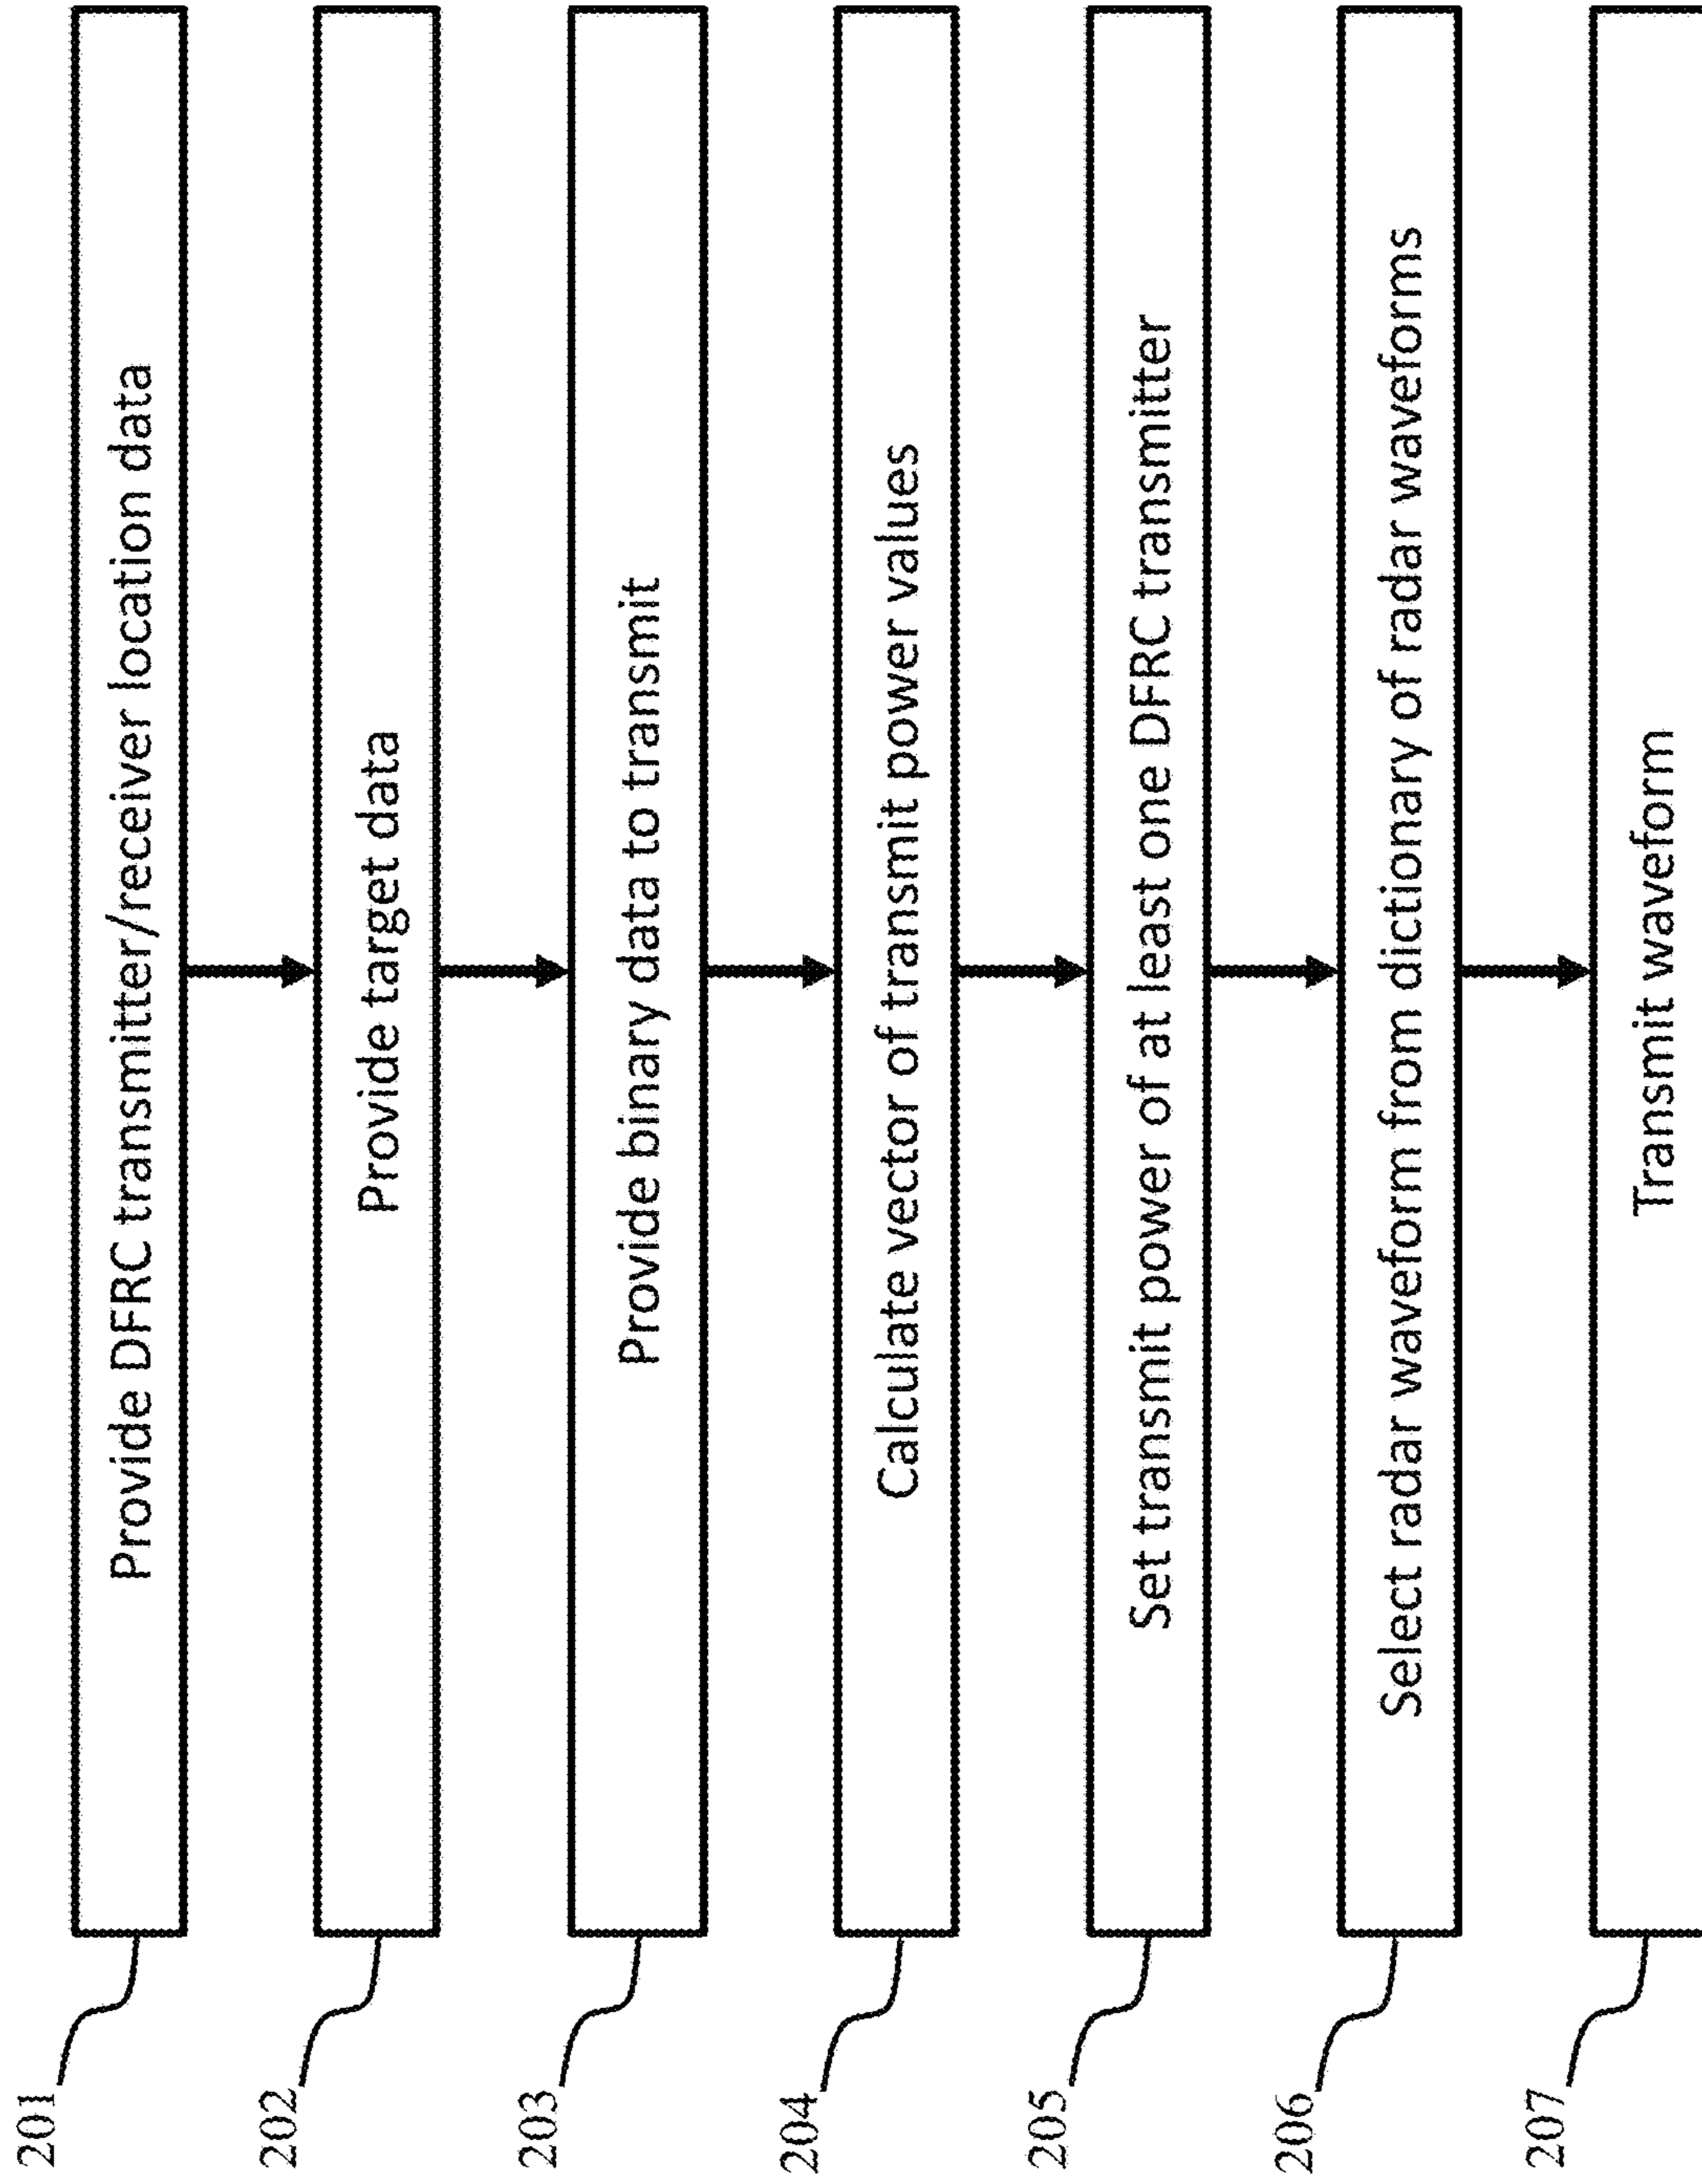 201 Provide DFRC transmitter/receiver location data
202 Provide target data
203 Provide binary data to transmit
204 Calculate vector of transmit power values
205 Set transmit power of at least one DFRC transmitter
206 Select radar waveform from dictionary of radar waveforms
207 Transmit waveform